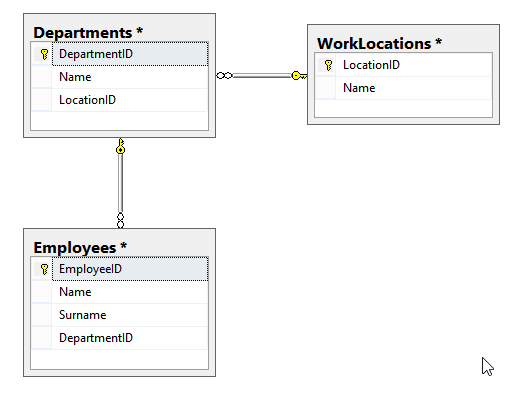 Departments *
DepartmentID
Name
LocationID
WorkLocations *
LocationID
Name
Employees *
EmployeeID
Name
Surname
DepartmentID